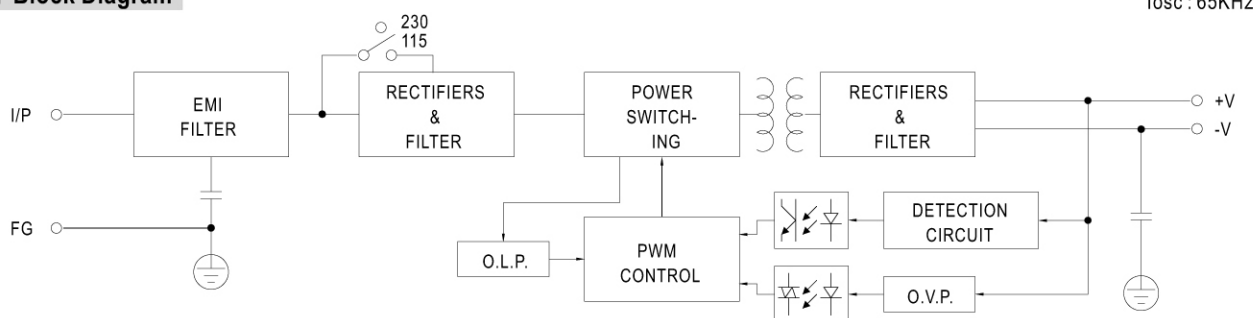 Block Diagram
fosc : 65KHz
230
115
I/P
EMI
FILTER
RECTIFIERS
&
FILTER
POWER
SWITCH-
ING
RECTIFIERS
&
FILTER
+V
-V
FG
O.L.P.
PWM
CONTROL
DETECTION
CIRCUIT
O.V.P.